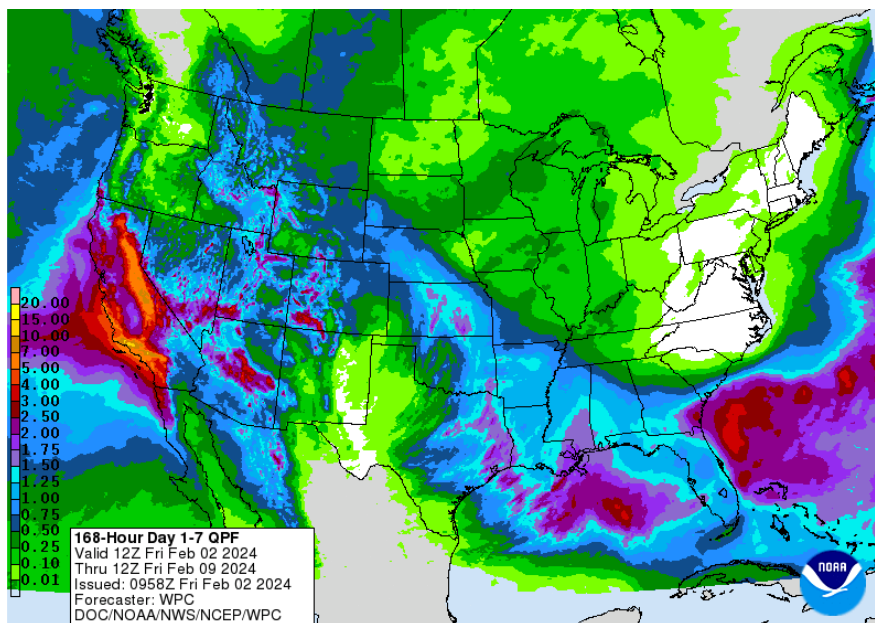 20.00
15.00
10.00
7.00
5.00
4.00
3.00
2.50
2.00
1.75
1.50
1.25
1.00
0.75
0.50
0.25
0.10
0.01
168-Hour Day 1-7 QPF
Valid 12Z Fri Feb 02 2024
Thru 12Z Fri Feb 09 2024
Issued: 0958Z Fri Feb 02 2024
Forecaster: WPC
DOC/NOAA/NWS/NCEP/WPC
NOAA